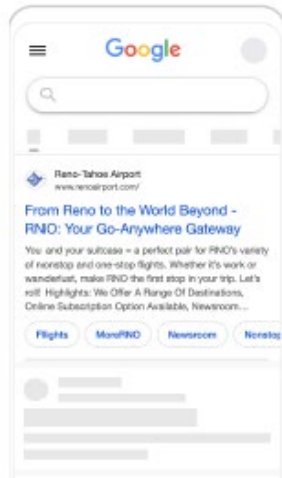 Google
Reno-Tahoe Airport
www.renoairport.com/
From Reno to the World Beyond -
RNO: Your Go-Anywhere Gateway
You and your suitcase = a perfect pair for RNO's variety
of nonstop and one-stop flights. Whether it's work or
wanderlust, make RNO the first stop in your trip. Let's
roll! Highlights: We Offer A Range Of Destinations,
Online Subscription Option Available, Newsroom...
Flights MoreRNO Newsroom Nonstop